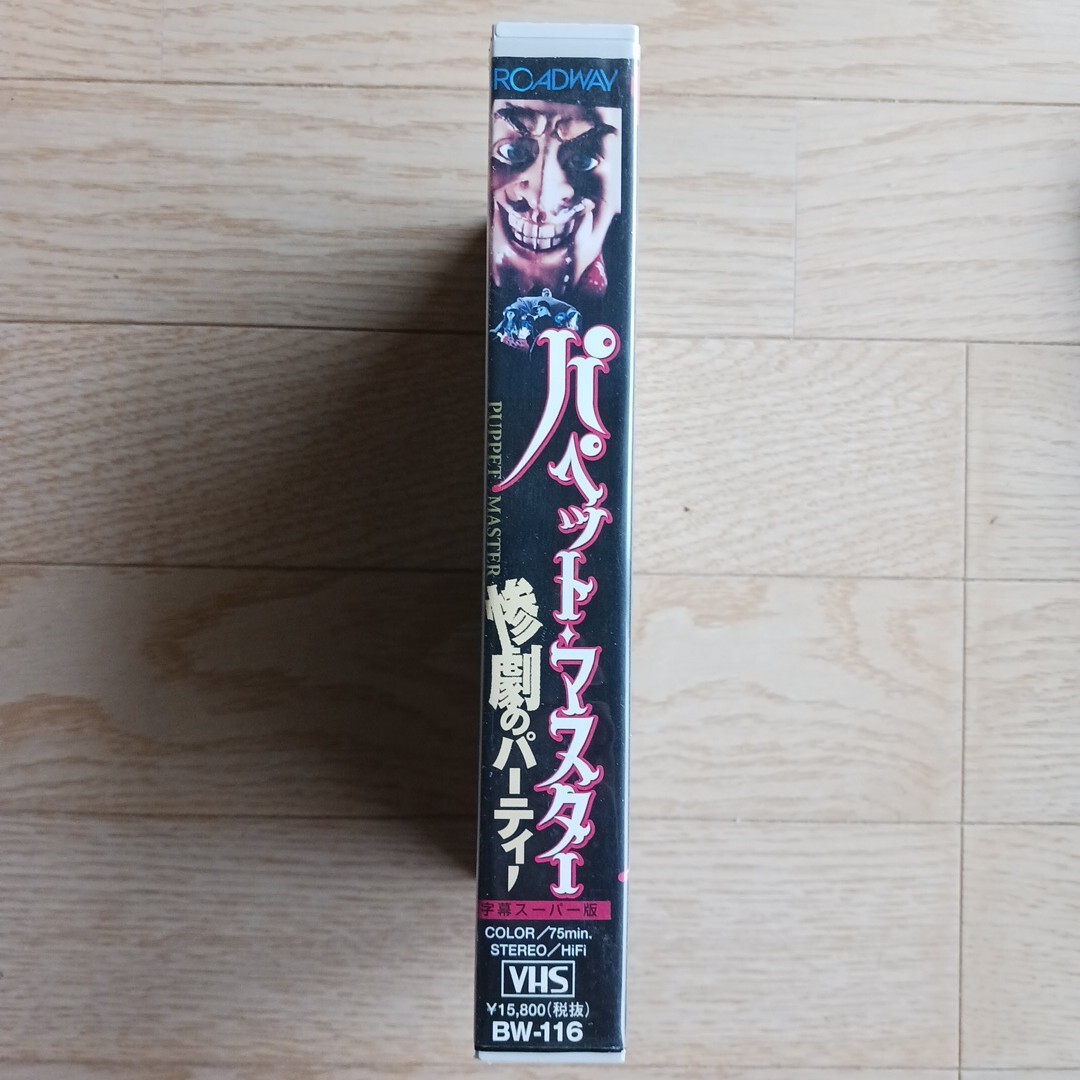 ROADWAY
パペット・マスター
PUPPET MASTER
惨劇のパーティー
字幕スーパー版
COLOR/75min.
STEREO/HiFi
VHS
¥15,800(税抜)
BW-116